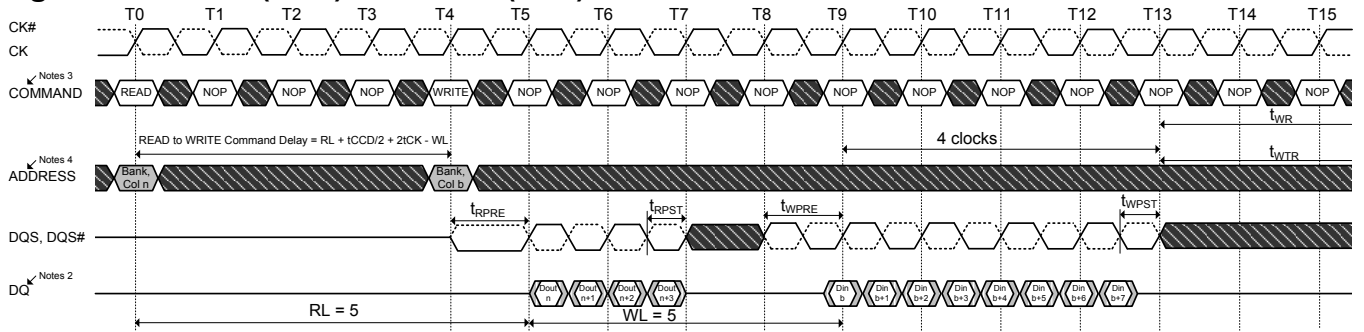 T0 T1 T2 T3 T4 T5 T6 T7 T8 T9 T10 T11 T12 T13 T14 T15
CK#
CK
Notes 3
COMMAND READ NOP NOP NOP WRITE NOP NOP NOP NOP NOP NOP NOP NOP NOP NOP NOP
tWR
READ to WRITE Command Delay = RL + tCCD/2 + 2tCK - WL
4 clocks
tWTR
Notes 4
ADDRESS
Bank,
Col n
Bank,
Col b
tRPRE tRPST tWPRE tWPST
DQS, DQS#
Notes 2
DQ
Dout
n
Dout
n+1
Dout
n+2
Dout
n+3
Din
b
Din
b+1
Din
b+2
Din
b+3
Din
b+4
Din
b+5
Din
b+6
Din
b+7
RL = 5 WL = 5